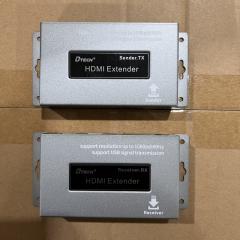 DTECH
Sender.TX
HDMI Extender
Sender
support resolution up to 1080p@60Hz
support USB signal transmission
Receiver.RX
DTECH
HDMI Extender
Receiver